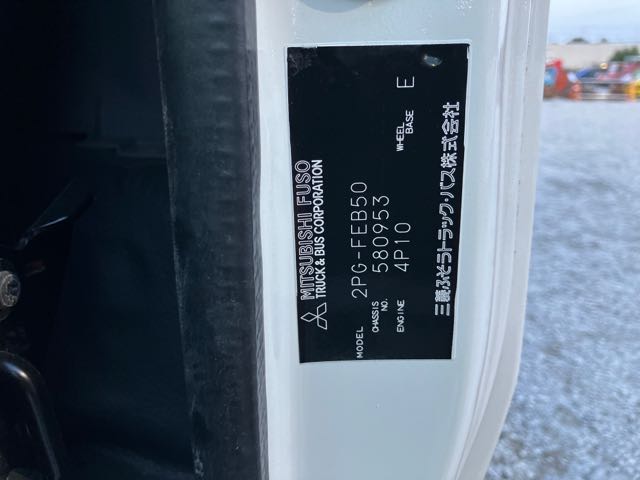 MITSUBISHI FUSO
TRUCK & BUS CORPORATION
MODEL 2PG-FEB50
CHASSIS NO. 580953
ENGINE 4P10 WHEEL BASE E
三菱ふそうトラック・バス株式会社